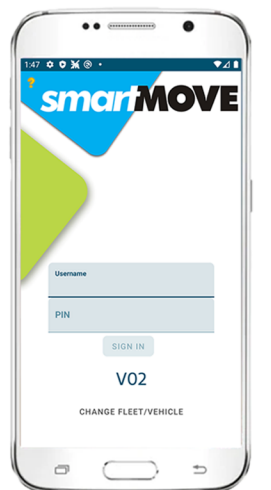 1:47
?
smartMOVE
Username
PIN
SIGN IN
V02
CHANGE FLEET/VEHICLE